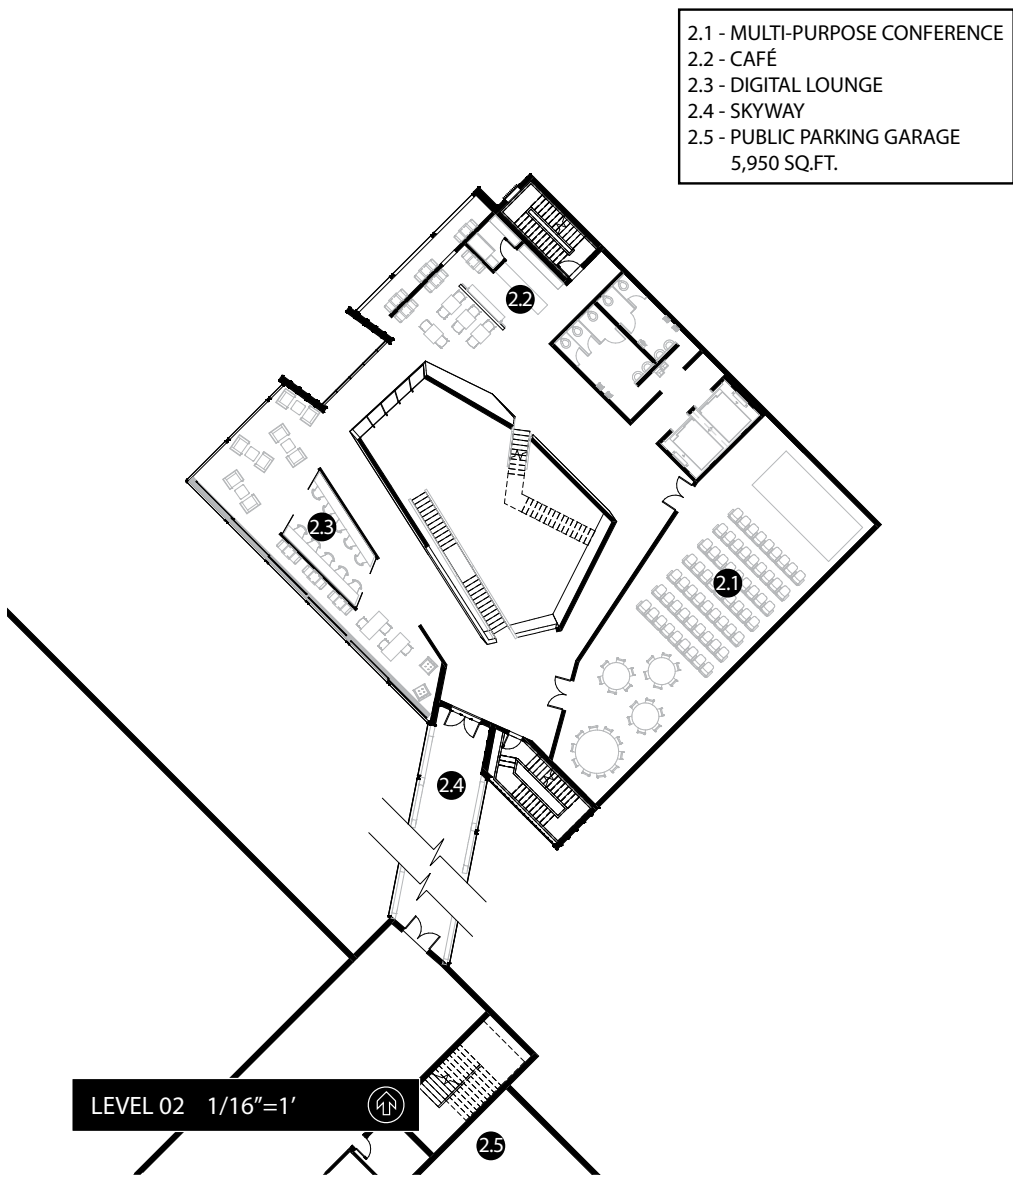 2.1 - MULTI-PURPOSE CONFERENCE
2.2 - CAFÉ
2.3 - DIGITAL LOUNGE
2.4 - SKYWAY
2.5 - PUBLIC PARKING GARAGE
5,950 SQ.FT.
2.2
2.3
2.1
2.4
LEVEL 02 1/16”=1’
2.5